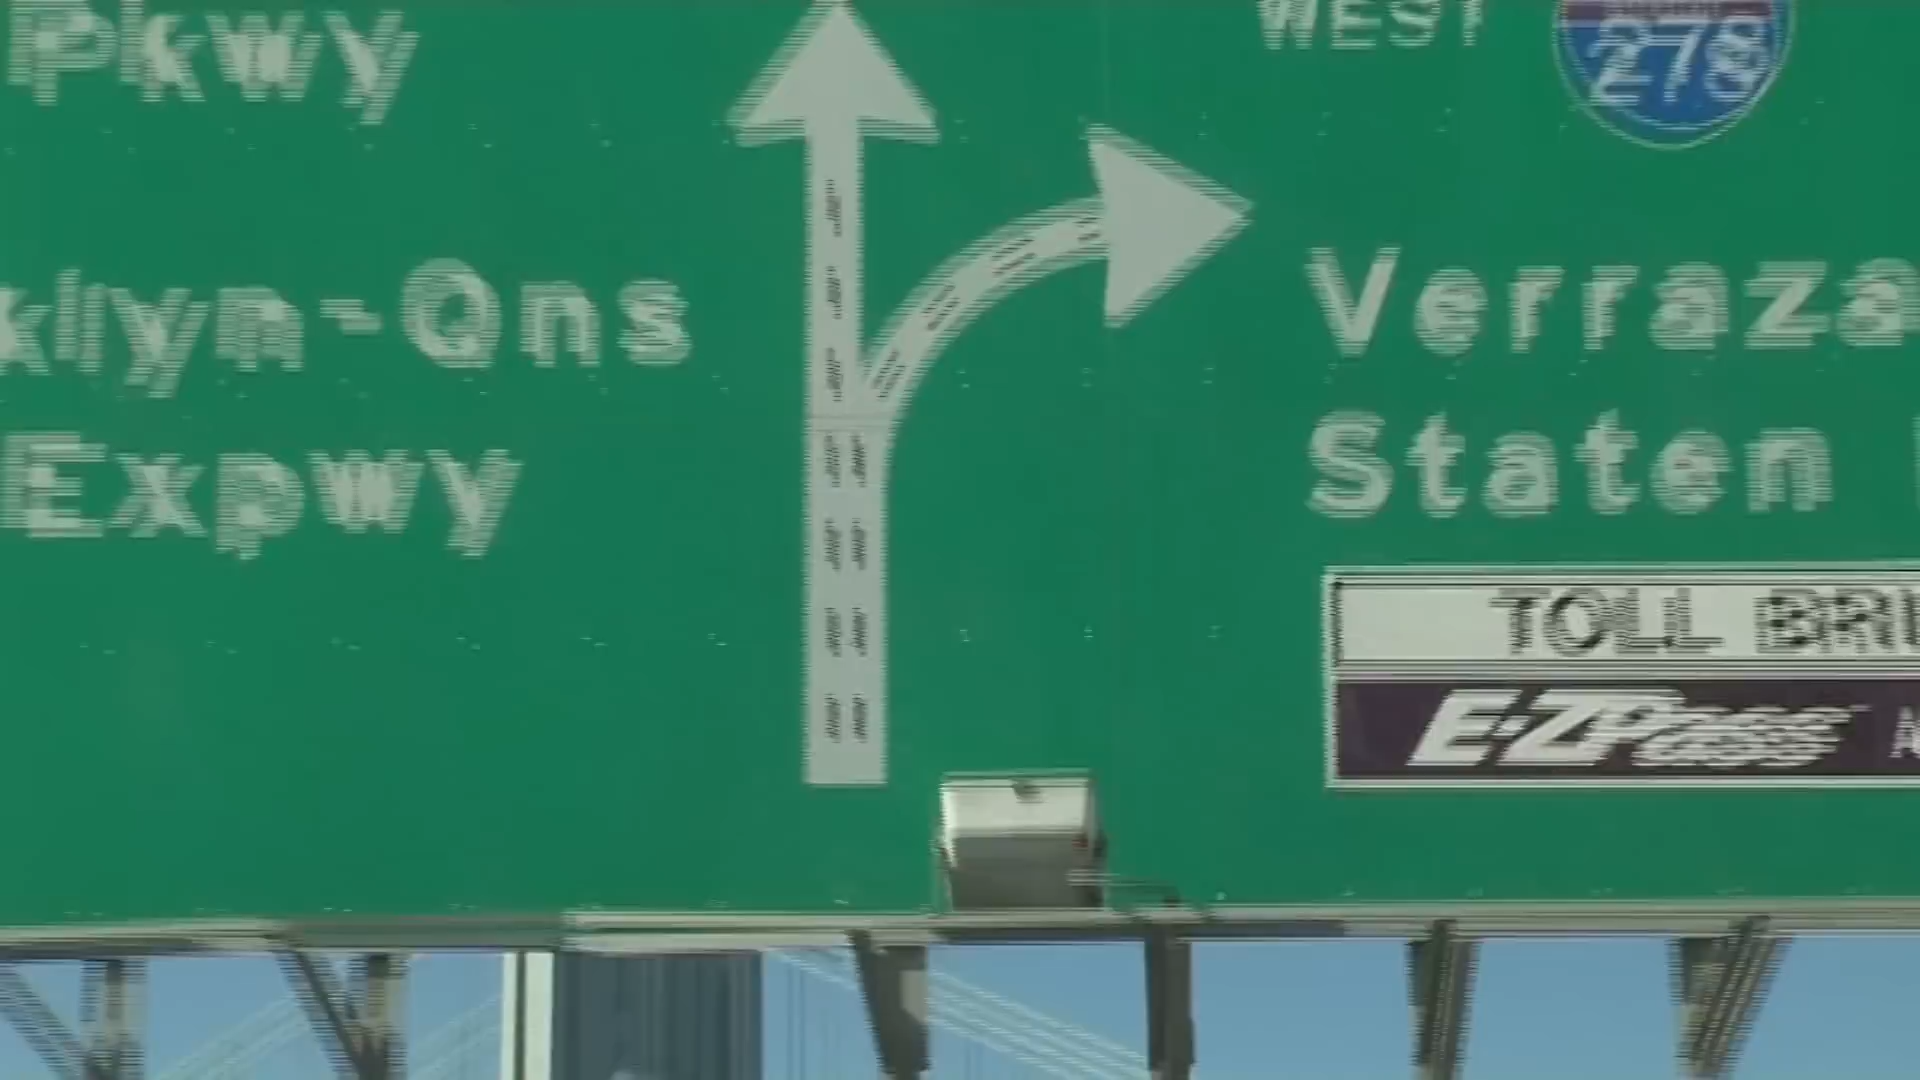 Pkwy
klyn-Qns
Expwy
WEST 278
Verraza
Staten
TOLL BRI
E-ZPass A